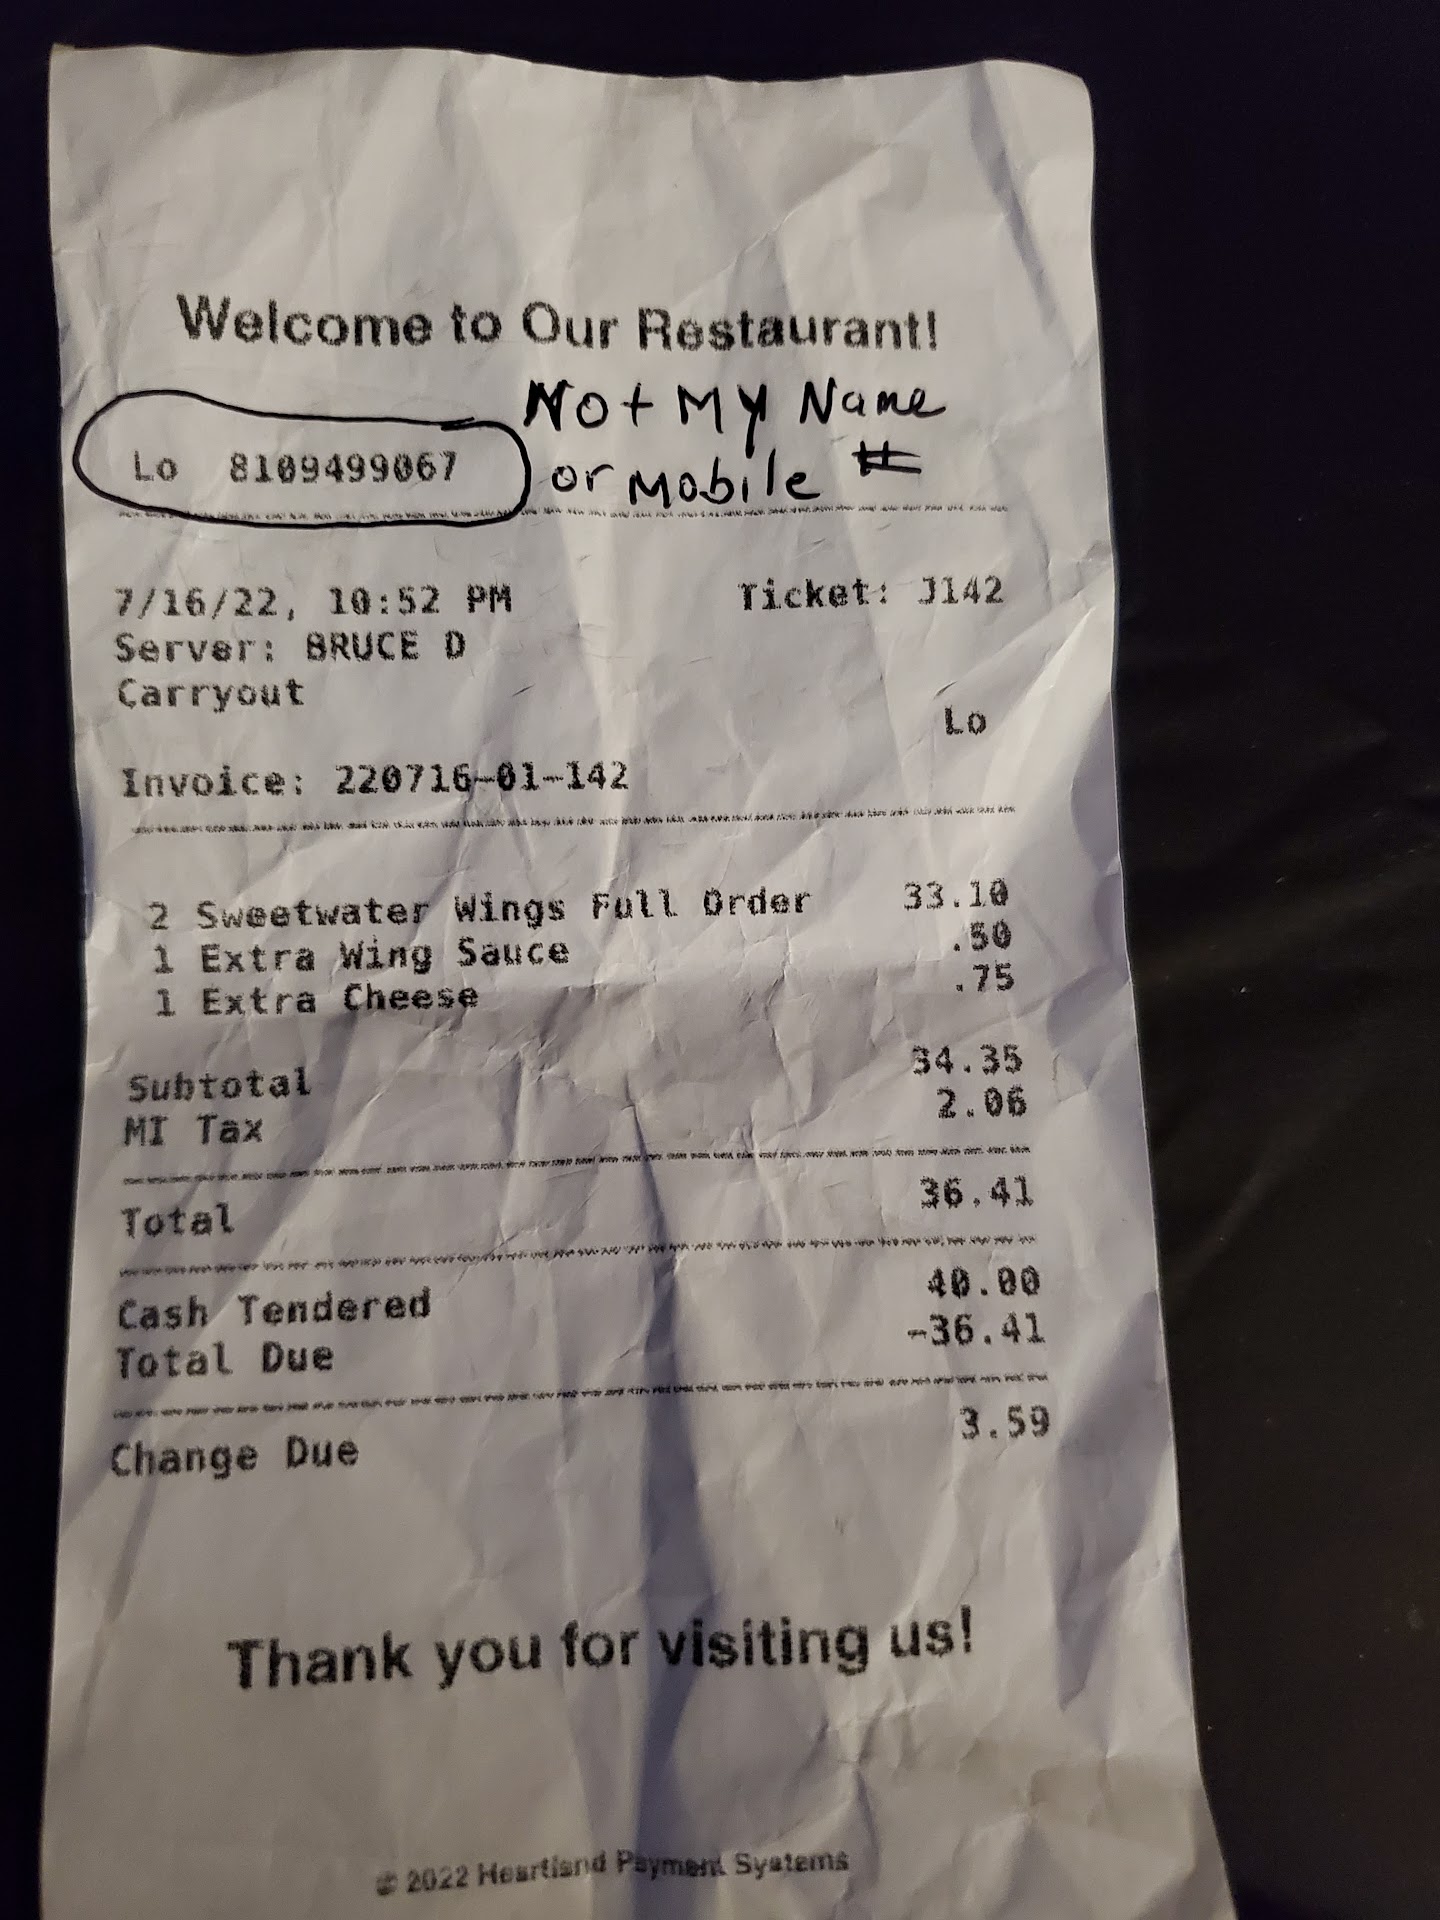 Welcome to Our Restaurant!
Not My Name
Lo 8109499067
or Mobile #
7/16/22, 10:52 PM Ticket: J142
Server: BRUCE D
Carryout
Lo
Invoice: 220716-01-142
2 Sweetwater Wings Full Order 33.10
1 Extra Wing Sauce .50
1 Extra Cheese .75
Subtotal 34.35
MI Tax 2.06
Total 36.41
Cash Tendered 40.00
Total Due -36.41
Change Due 3.59
Thank you for visiting us!
© 2022 Heartland Payment Systems